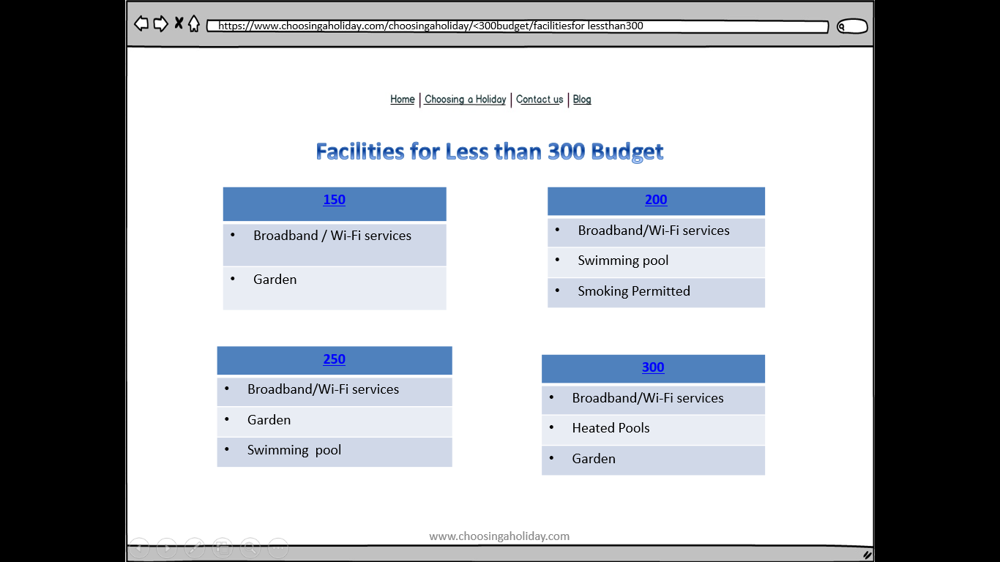 https://www.choosingaholiday.com/choosingaholiday/<300budget/facilitiesfor lessthan300
Home | Choosing a Holiday | Contact us | Blog
Facilities for Less than 300 Budget
150
• Broadband / Wi-Fi services
• Garden
200
• Broadband/Wi-Fi services
• Swimming pool
• Smoking Permitted
250
• Broadband/Wi-Fi services
• Garden
• Swimming  pool
300
• Broadband/Wi-Fi services
• Heated Pools
• Garden
www.choosingaholiday.com